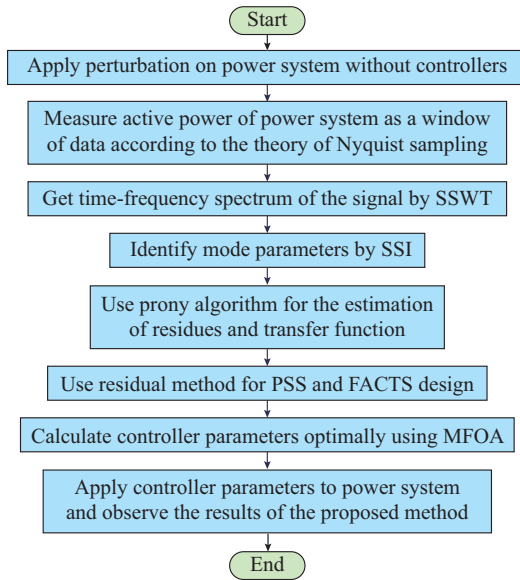 Start
Apply perturbation on power system without controllers
Measure active power of power system as a window
of data according to the theory of Nyquist sampling
Get time-frequency spectrum of the signal by SSWT
Identify mode parameters by SSI
Use prony algorithm for the estimation
of residues and transfer function
Use residual method for PSS and FACTS design
Calculate controller parameters optimally using MFOA
Apply controller parameters to power system
and observe the results of the proposed method
End